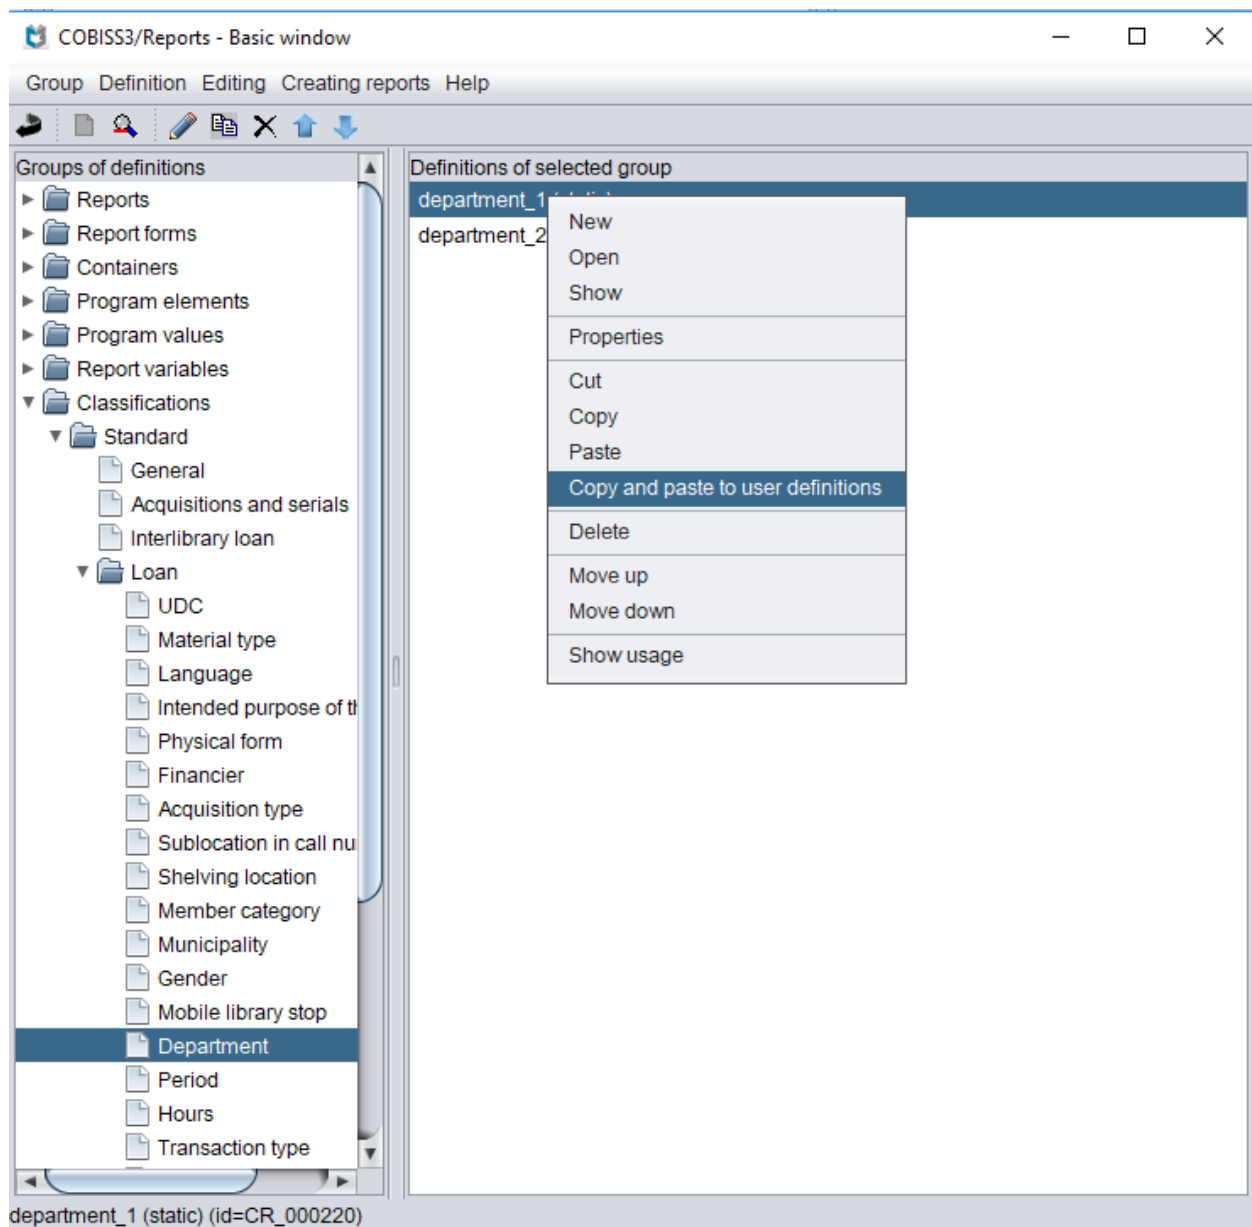 COBISS3/Reports - Basic window
Group Definition Editing Creating reports Help
Groups of definitions
Reports
Report forms
Containers
Program elements
Program values
Report variables
Classifications
Standard
General
Acquisitions and serials
Interlibrary loan
Loan
UDC
Material type
Language
Intended purpose of
Physical form
Financier
Acquisition type
Sublocation in call
Shelving location
Member category
Municipality
Gender
Mobile library stop
Department
Period
Hours
Transaction type
Definitions of selected group
department_1
department_2
New
Open
Show
Properties
Cut
Copy
Paste
Copy and paste to user definitions
Delete
Move up
Move down
Show usage
department_1 (static) (id=CR_000220)